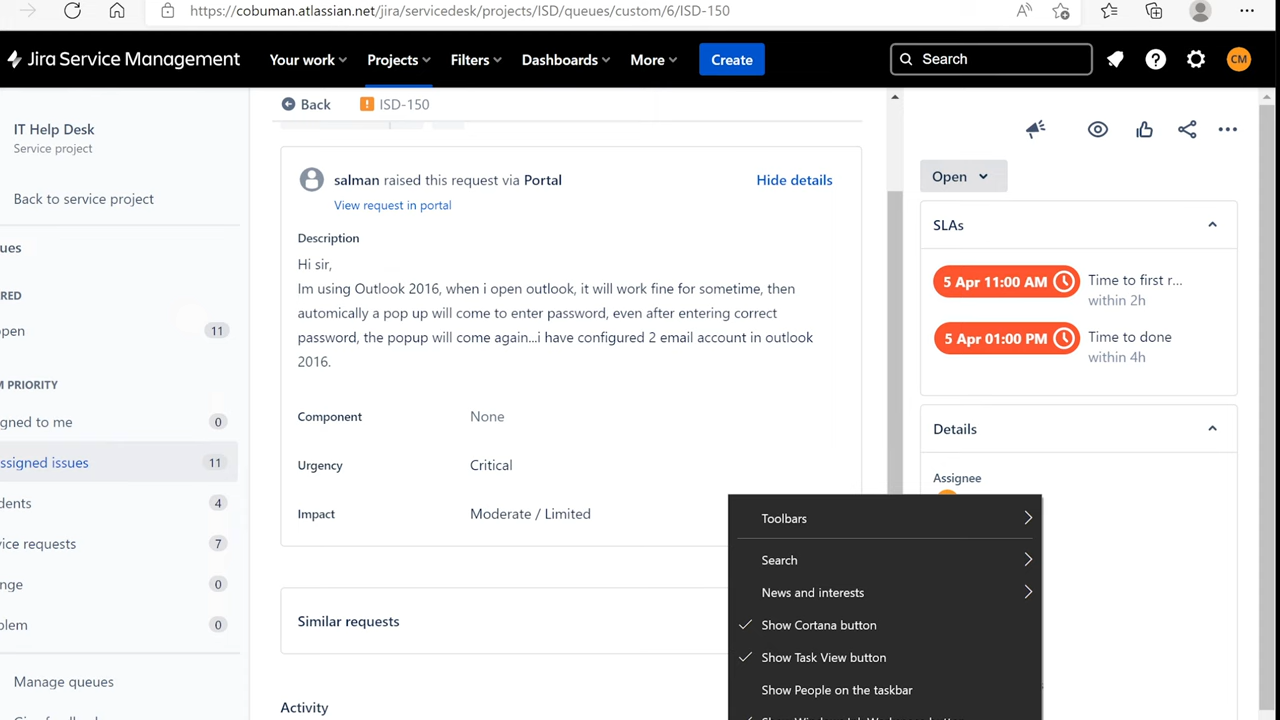 https://cobuman.atlassian.net/jira/servicedesk/projects/ISD/queues/custom/6/ISD-150
Jira Service Management
Your work
Projects
Filters
Dashboards
More
Create
Search
CM
IT Help Desk
Service project
Back to service project
ues
RED
pen
11
M PRIORITY
gned to me
0
ssigned issues
11
dents
4
vice requests
7
nge
0
blem
0
Manage queues
Back
ISD-150
salman raised this request via Portal
Hide details
View request in portal
Description
Hi sir,
Im using Outlook 2016, when i open outlook, it will work fine for sometime, then
automically a pop up will come to enter password, even after entering correct
password, the popup will come again...i have configured 2 email account in outlook
2016.
Component
None
Urgency
Critical
Impact
Moderate / Limited
Similar requests
Activity
Open
SLAs
5 Apr 11:00 AM
Time to first r...
within 2h
5 Apr 01:00 PM
Time to done
within 4h
Details
Assignee
Toolbars
Search
News and interests
Show Cortana button
Show Task View button
Show People on the taskbar